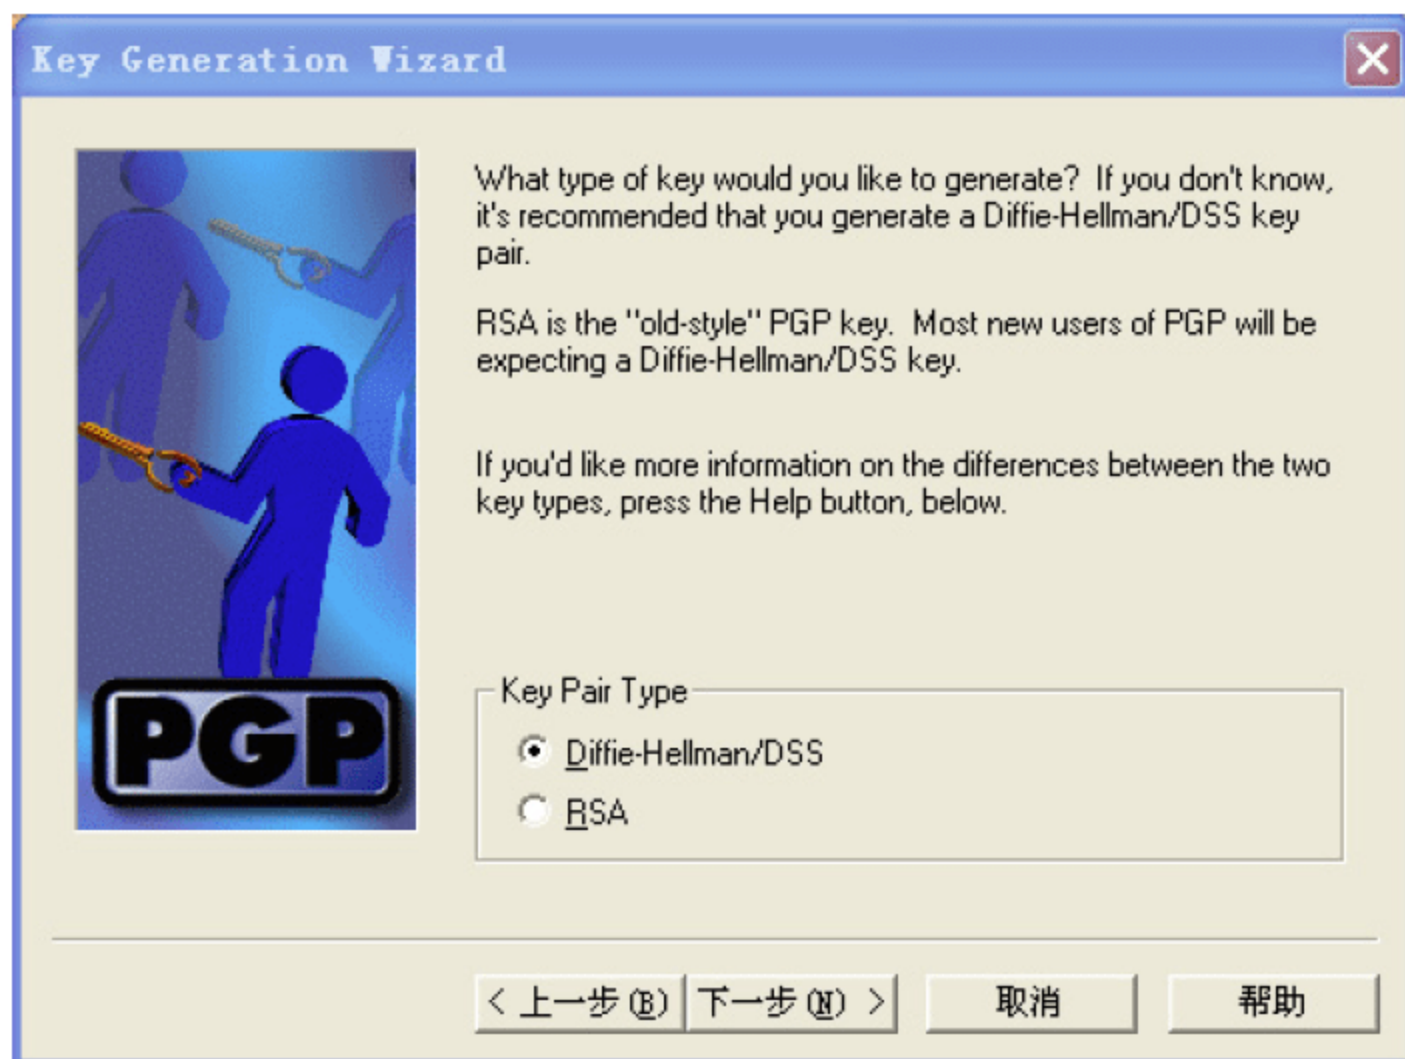 Key Generation Wizard
What type of key would you like to generate? If you don't know,
it's recommended that you generate a Diffie-Hellman/DSS key
pair.
RSA is the "old-style" PGP key. Most new users of PGP will be
expecting a Diffie-Hellman/DSS key.
If you'd like more information on the differences between the two
key types, press the Help button, below.
PGP
Key Pair Type
Diffie-Hellman/DSS
RSA
< 上一步(B) 下一步(N) > 取消 帮助